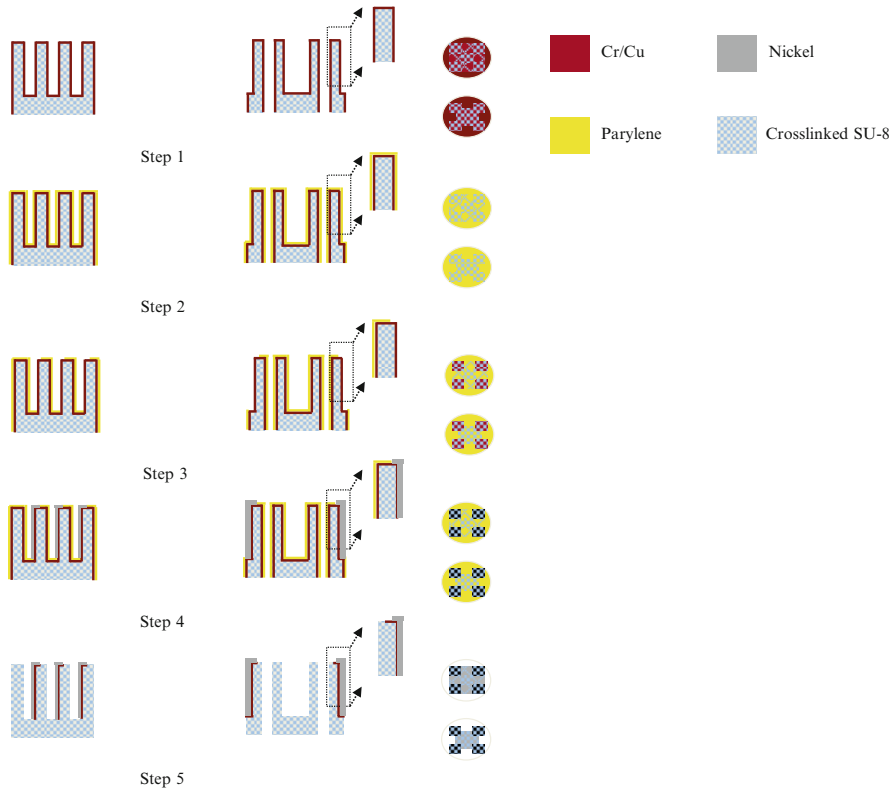 Cr/Cu
Nickel
Parylene
Crosslinked SU-8
Step 1
Step 2
Step 3
Step 4
Step 5